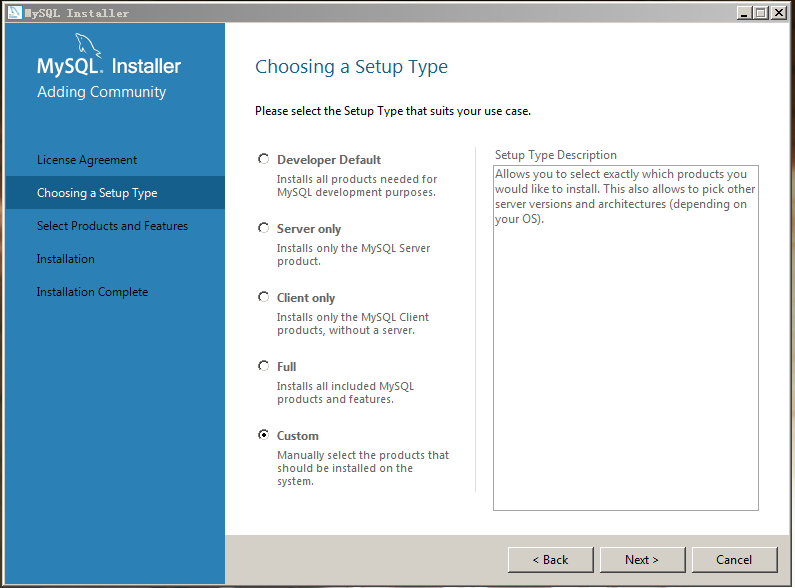 MySQL Installer
MySQL. Installer
Adding Community
License Agreement
Choosing a Setup Type
Select Products and Features
Installation
Installation Complete
Choosing a Setup Type
Please select the Setup Type that suits your use case.
Developer Default
Installs all products needed for
MySQL development purposes.
Server only
Installs only the MySQL Server
product.
Client only
Installs only the MySQL Client
products, without a server.
Full
Installs all included MySQL
products and features.
Custom
Manually select the products that
should be installed on the
system.
Setup Type Description
Allows you to select exactly which products you
would like to install. This also allows to pick other
server versions and architectures (depending on
your OS).
< Back
Next >
Cancel